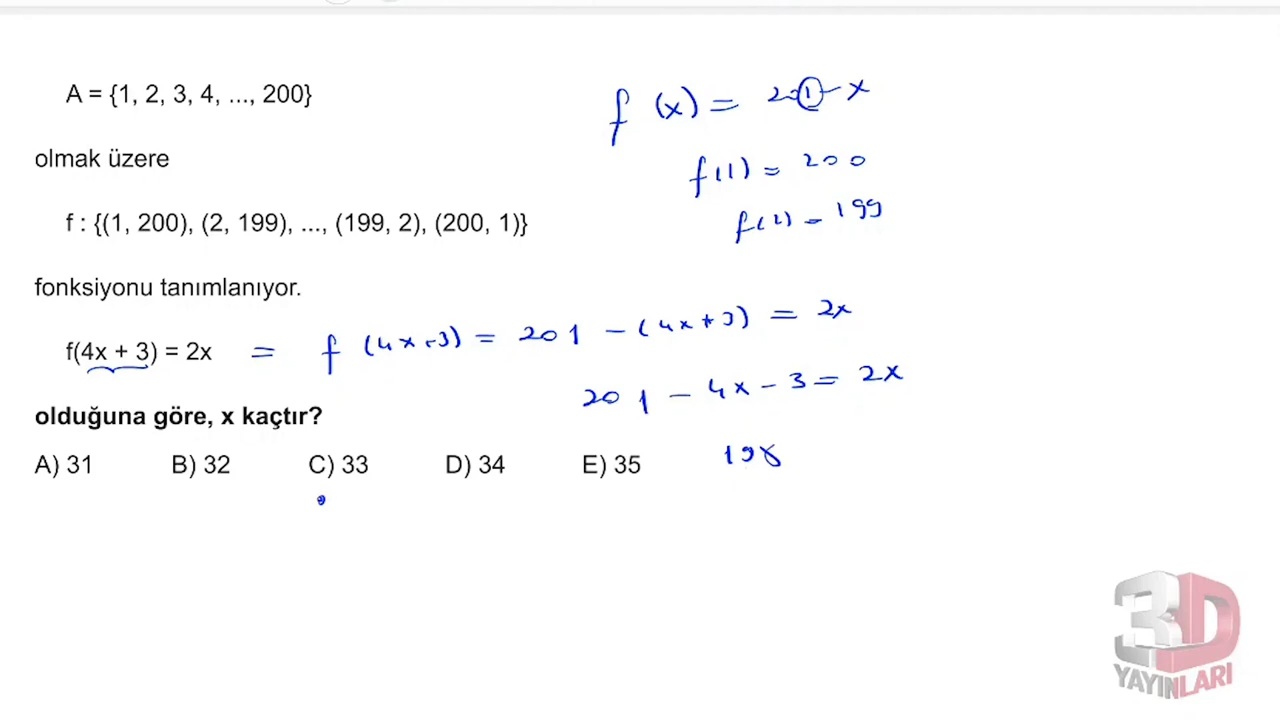 A = {1, 2, 3, 4, ..., 200}
f (x) = 201 - x
olmak üzere
f(1) = 200
f : {(1, 200), (2, 199), ..., (199, 2), (200, 1)}
f(2) = 199
fonksiyonu tanımlanıyor.
f(4x + 3) = 2x = f (4x+3) = 201 - (4x+3) = 2x
201 - 4x - 3 = 2x
olduğuna göre, x kaçtır?
A) 31 B) 32 C) 33 D) 34 E) 35
198
3D
YAYINLARI